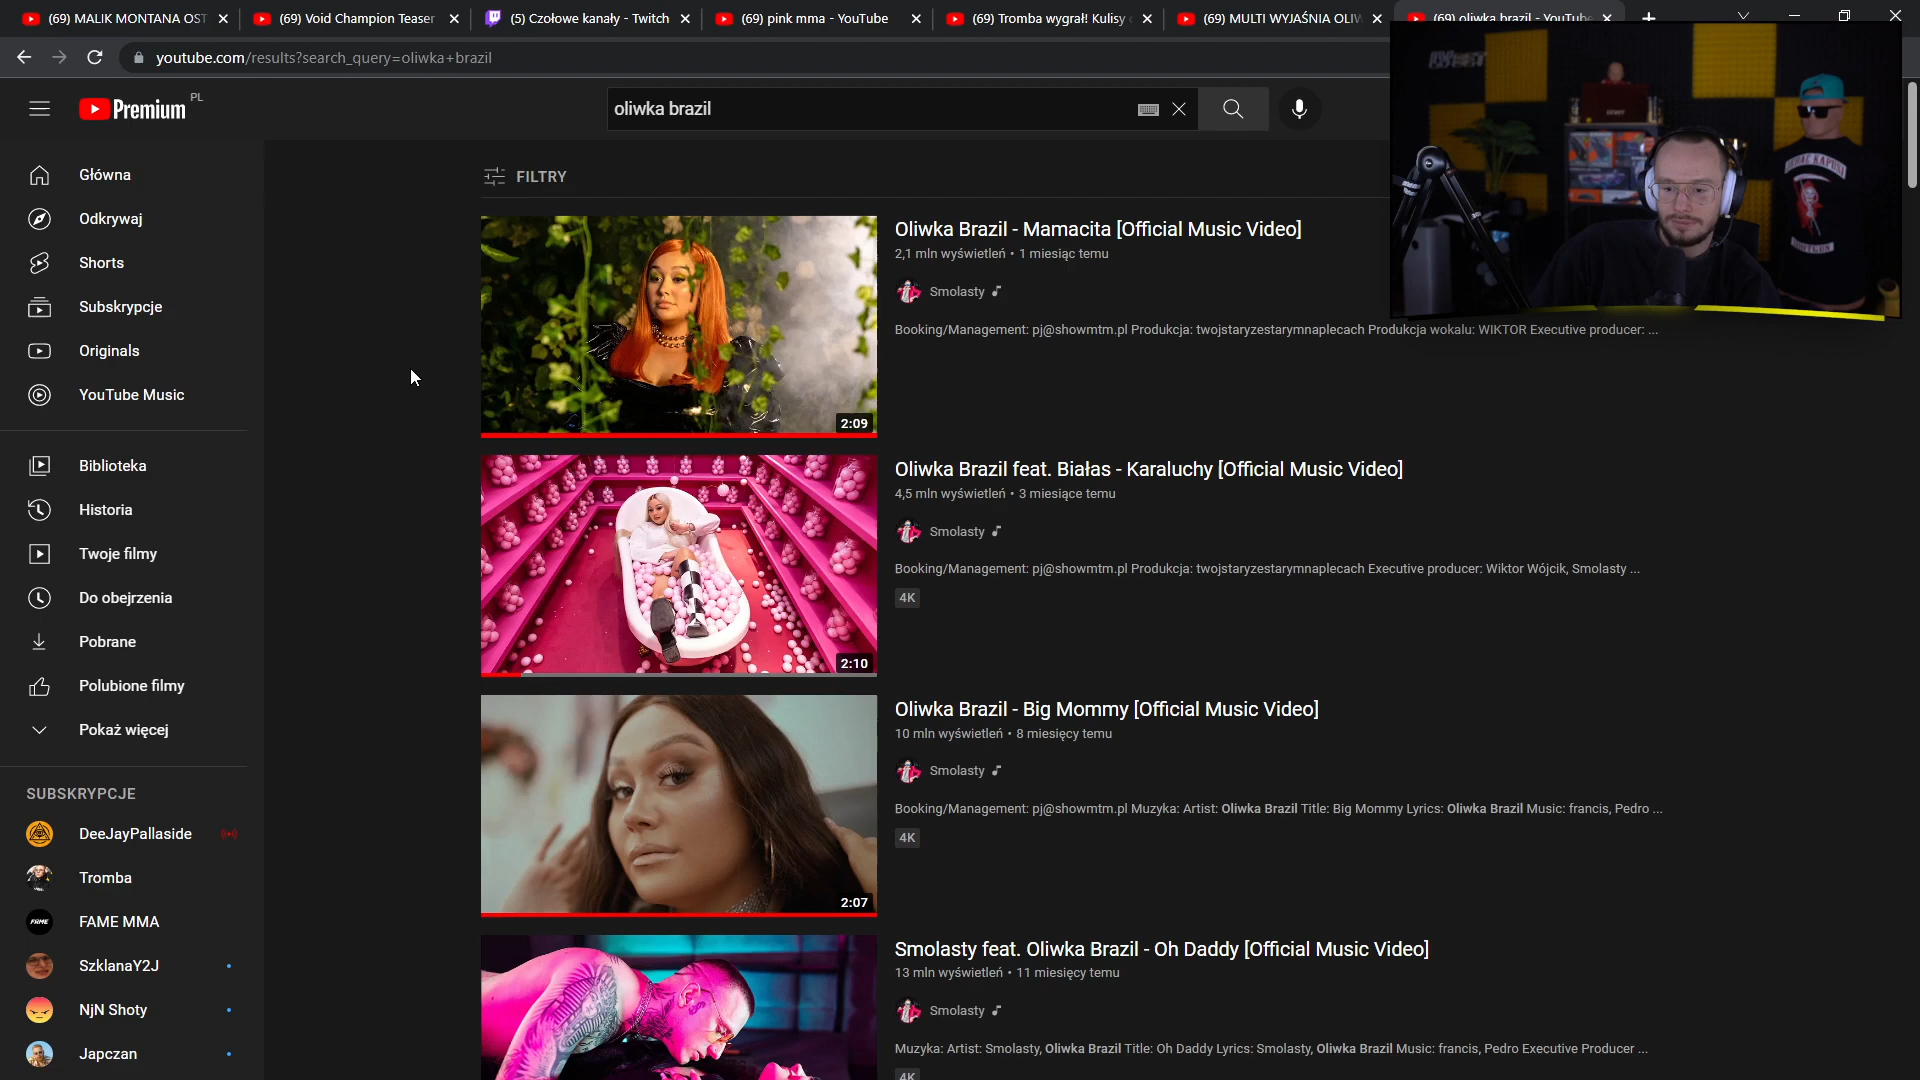 (69) MALIK MONTANA OST
(69) Void Champion Teaser
(5) Czołowe kanały - Twitch
(69) pink mma - YouTube
(69) Tromba wygrał! Kulisy
(69) MULTI WYJAŚNIA OLIW
(69) oliwka brazil - YouTube
youtube.com/results?search_query=oliwka+brazil
Premium PL
oliwka brazil
Główna
Odkrywaj
Shorts
Subskrypcje
Originals
YouTube Music
Biblioteka
Historia
Twoje filmy
Do obejrzenia
Pobrane
Polubione filmy
Pokaż więcej
SUBSKRYPCJE
DeeJayPallaside
Tromba
FAME MMA
SzklanaY2J
NjN Shoty
Japczan
FILTRY
2:09
Oliwka Brazil - Mamacita [Official Music Video]
2,1 mln wyświetleń • 1 miesiąc temu
Smolasty
Booking/Management: pj@showmtm.pl Produkcja: twojstaryzestarymnaplecach Produkcja wokalu: WIKTOR Executive producer: ...
2:10
Oliwka Brazil feat. Białas - Karaluchy [Official Music Video]
4,5 mln wyświetleń • 3 miesiące temu
Smolasty
Booking/Management: pj@showmtm.pl Produkcja: twojstaryzestarymnaplecach Executive producer: Wiktor Wójcik, Smolasty ...
4K
2:07
Oliwka Brazil - Big Mommy [Official Music Video]
10 mln wyświetleń • 8 miesięcy temu
Smolasty
Booking/Management: pj@showmtm.pl Muzyka: Artist: Oliwka Brazil Title: Big Mommy Lyrics: Oliwka Brazil Music: francis, Pedro ...
4K
Smolasty feat. Oliwka Brazil - Oh Daddy [Official Music Video]
13 mln wyświetleń • 11 miesięcy temu
Smolasty
Muzyka: Artist: Smolasty, Oliwka Brazil Title: Oh Daddy Lyrics: Smolasty, Oliwka Brazil Music: francis, Pedro Executive Producer ...
4K